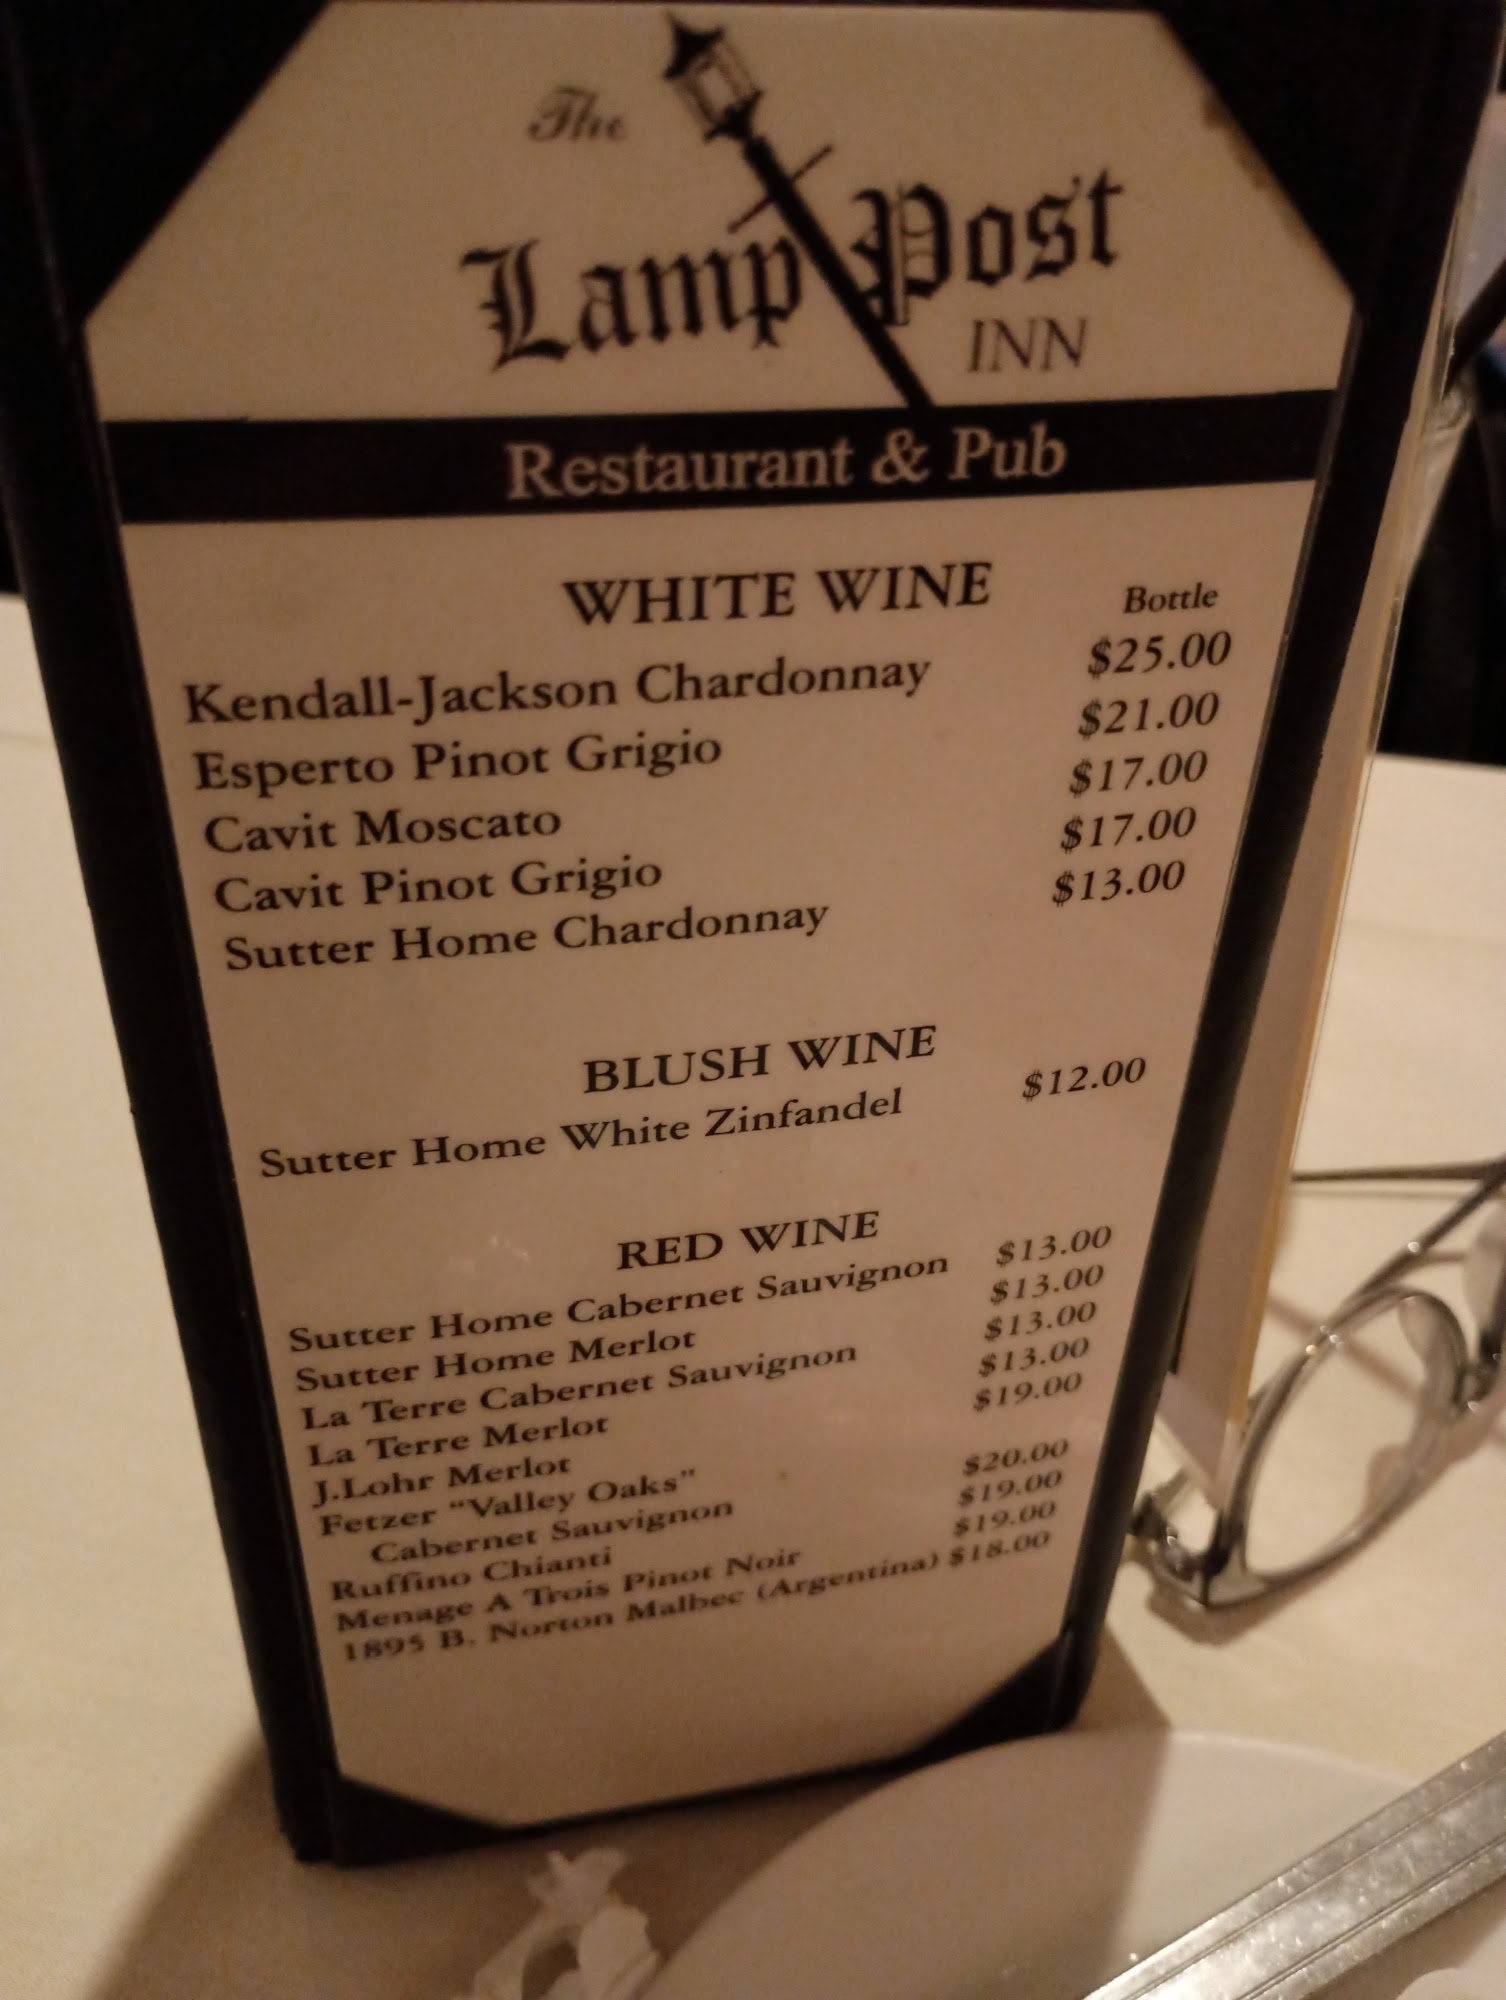 The
Lamp Post
INN
Restaurant & Pub
WHITE WINE Bottle
Kendall-Jackson Chardonnay $25.00
Esperto Pinot Grigio $21.00
Cavit Moscato $17.00
Cavit Pinot Grigio $17.00
Sutter Home Chardonnay $13.00
BLUSH WINE
Sutter Home White Zinfandel $12.00
RED WINE
Sutter Home Cabernet Sauvignon $13.00
Sutter Home Merlot $13.00
La Terre Cabernet Sauvignon $13.00
La Terre Merlot $13.00
J.Lohr Merlot $19.00
Fetzer "Valley Oaks"
Cabernet Sauvignon $20.00
Ruffino Chianti $19.00
Menage A Trois Pinot Noir $19.00
1895 B. Norton Malbec (Argentina) $18.00